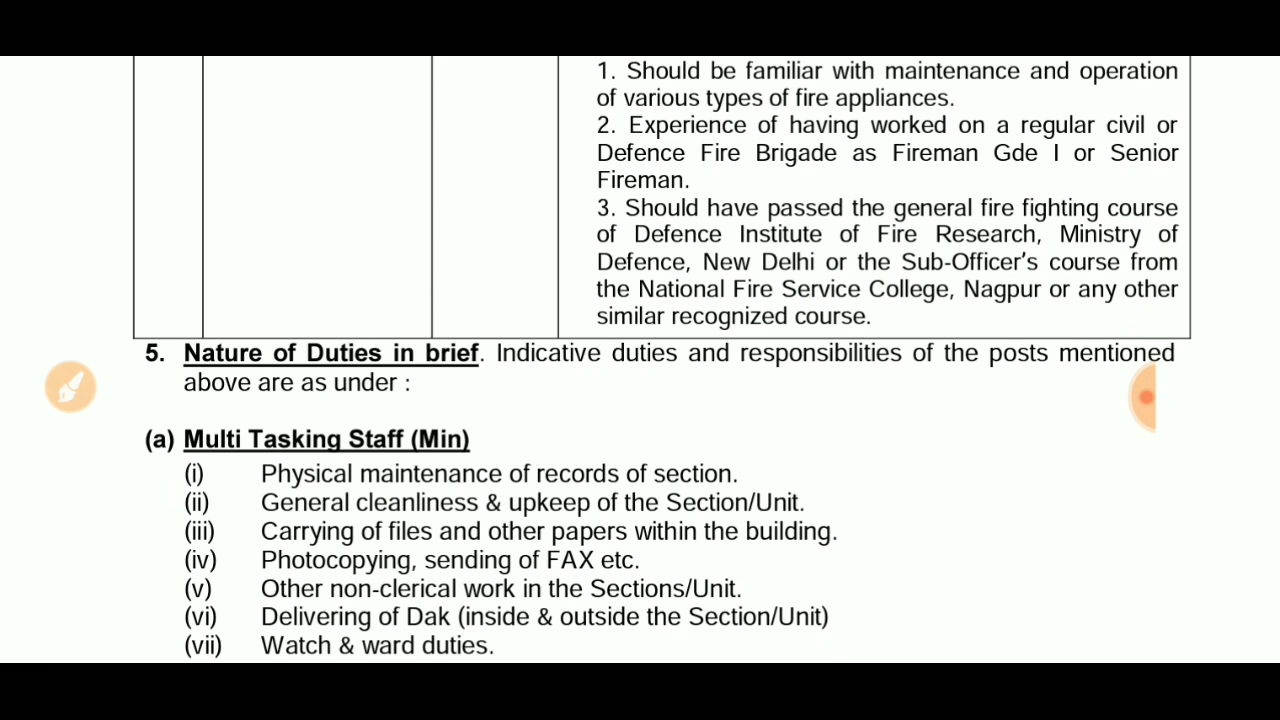 1. Should be familiar with maintenance and operation
of various types of fire appliances.
2. Experience of having worked on a regular civil or
Defence Fire Brigade as Fireman Gde I or Senior
Fireman.
3. Should have passed the general fire fighting course
of Defence Institute of Fire Research, Ministry of
Defence, New Delhi or the Sub-Officer's course from
the National Fire Service College, Nagpur or any other
similar recognized course.
5. Nature of Duties in brief. Indicative duties and responsibilities of the posts mentioned
above are as under :
(a) Multi Tasking Staff (Min)
(i) Physical maintenance of records of section.
(ii) General cleanliness & upkeep of the Section/Unit.
(iii) Carrying of files and other papers within the building.
(iv) Photocopying, sending of FAX etc.
(v) Other non-clerical work in the Sections/Unit.
(vi) Delivering of Dak (inside & outside the Section/Unit)
(vii) Watch & ward duties.